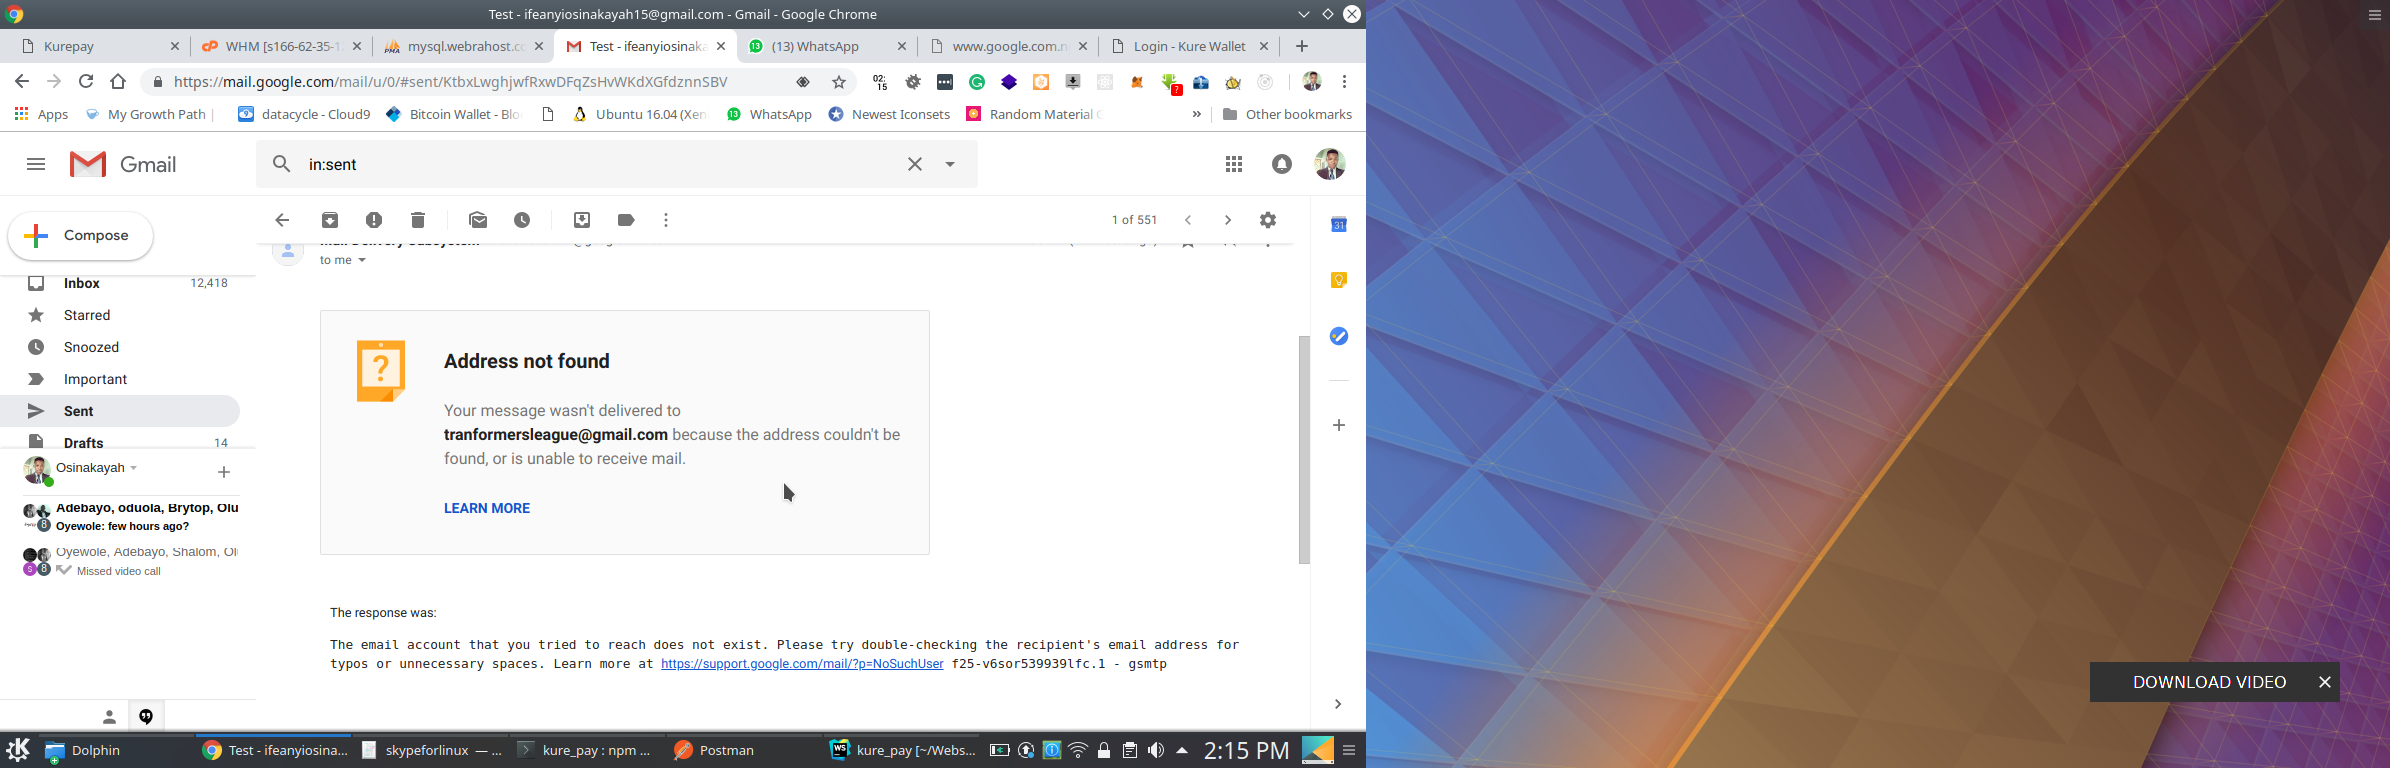 Test - ifeanyiosinakayah15@gmail.com - Gmail - Google Chrome
Kurepay
WHM [s166-62-35-1
mysql.webrahost.c
Test - ifeanyiosinaka
(13) WhatsApp
www.google.com.n
Login - Kure Wallet
https://mail.google.com/mail/u/0/#sent/KtbxLwghjwfRxwDFqZsHvWKdXGfdznnSBV
02: 15
Apps
My Growth Path |
datacycle - Cloud9
Bitcoin Wallet - Blo
Ubuntu 16.04 (Xen
WhatsApp
Newest Iconsets
Random Material
Other bookmarks
Gmail
in:sent
Compose
1 of 551
Mail Delivery Subsystem
to me
Inbox 12,418
Starred
Snoozed
Important
Sent
Drafts 14
Osinakayah
Adebayo, oduola, Brytop, Olu
Oyewole: few hours ago?
Oyewole, Adebayo, Shalom, Ol
Missed video call
31
Address not found
Your message wasn't delivered to
tranformersleague@gmail.com because the address couldn't be
found, or is unable to receive mail.
LEARN MORE
The response was:
The email account that you tried to reach does not exist. Please try double-checking the recipient's email address for
typos or unnecessary spaces. Learn more at https://support.google.com/mail/?p=NoSuchUser f25-v6sor539939lfc.1 - gsmtp
DOWNLOAD VIDEO
Dolphin
Test - ifeanyiosina...
skypeforlinux — ...
kure_pay : npm ...
Postman
kure_pay [~/Webs...
2:15 PM